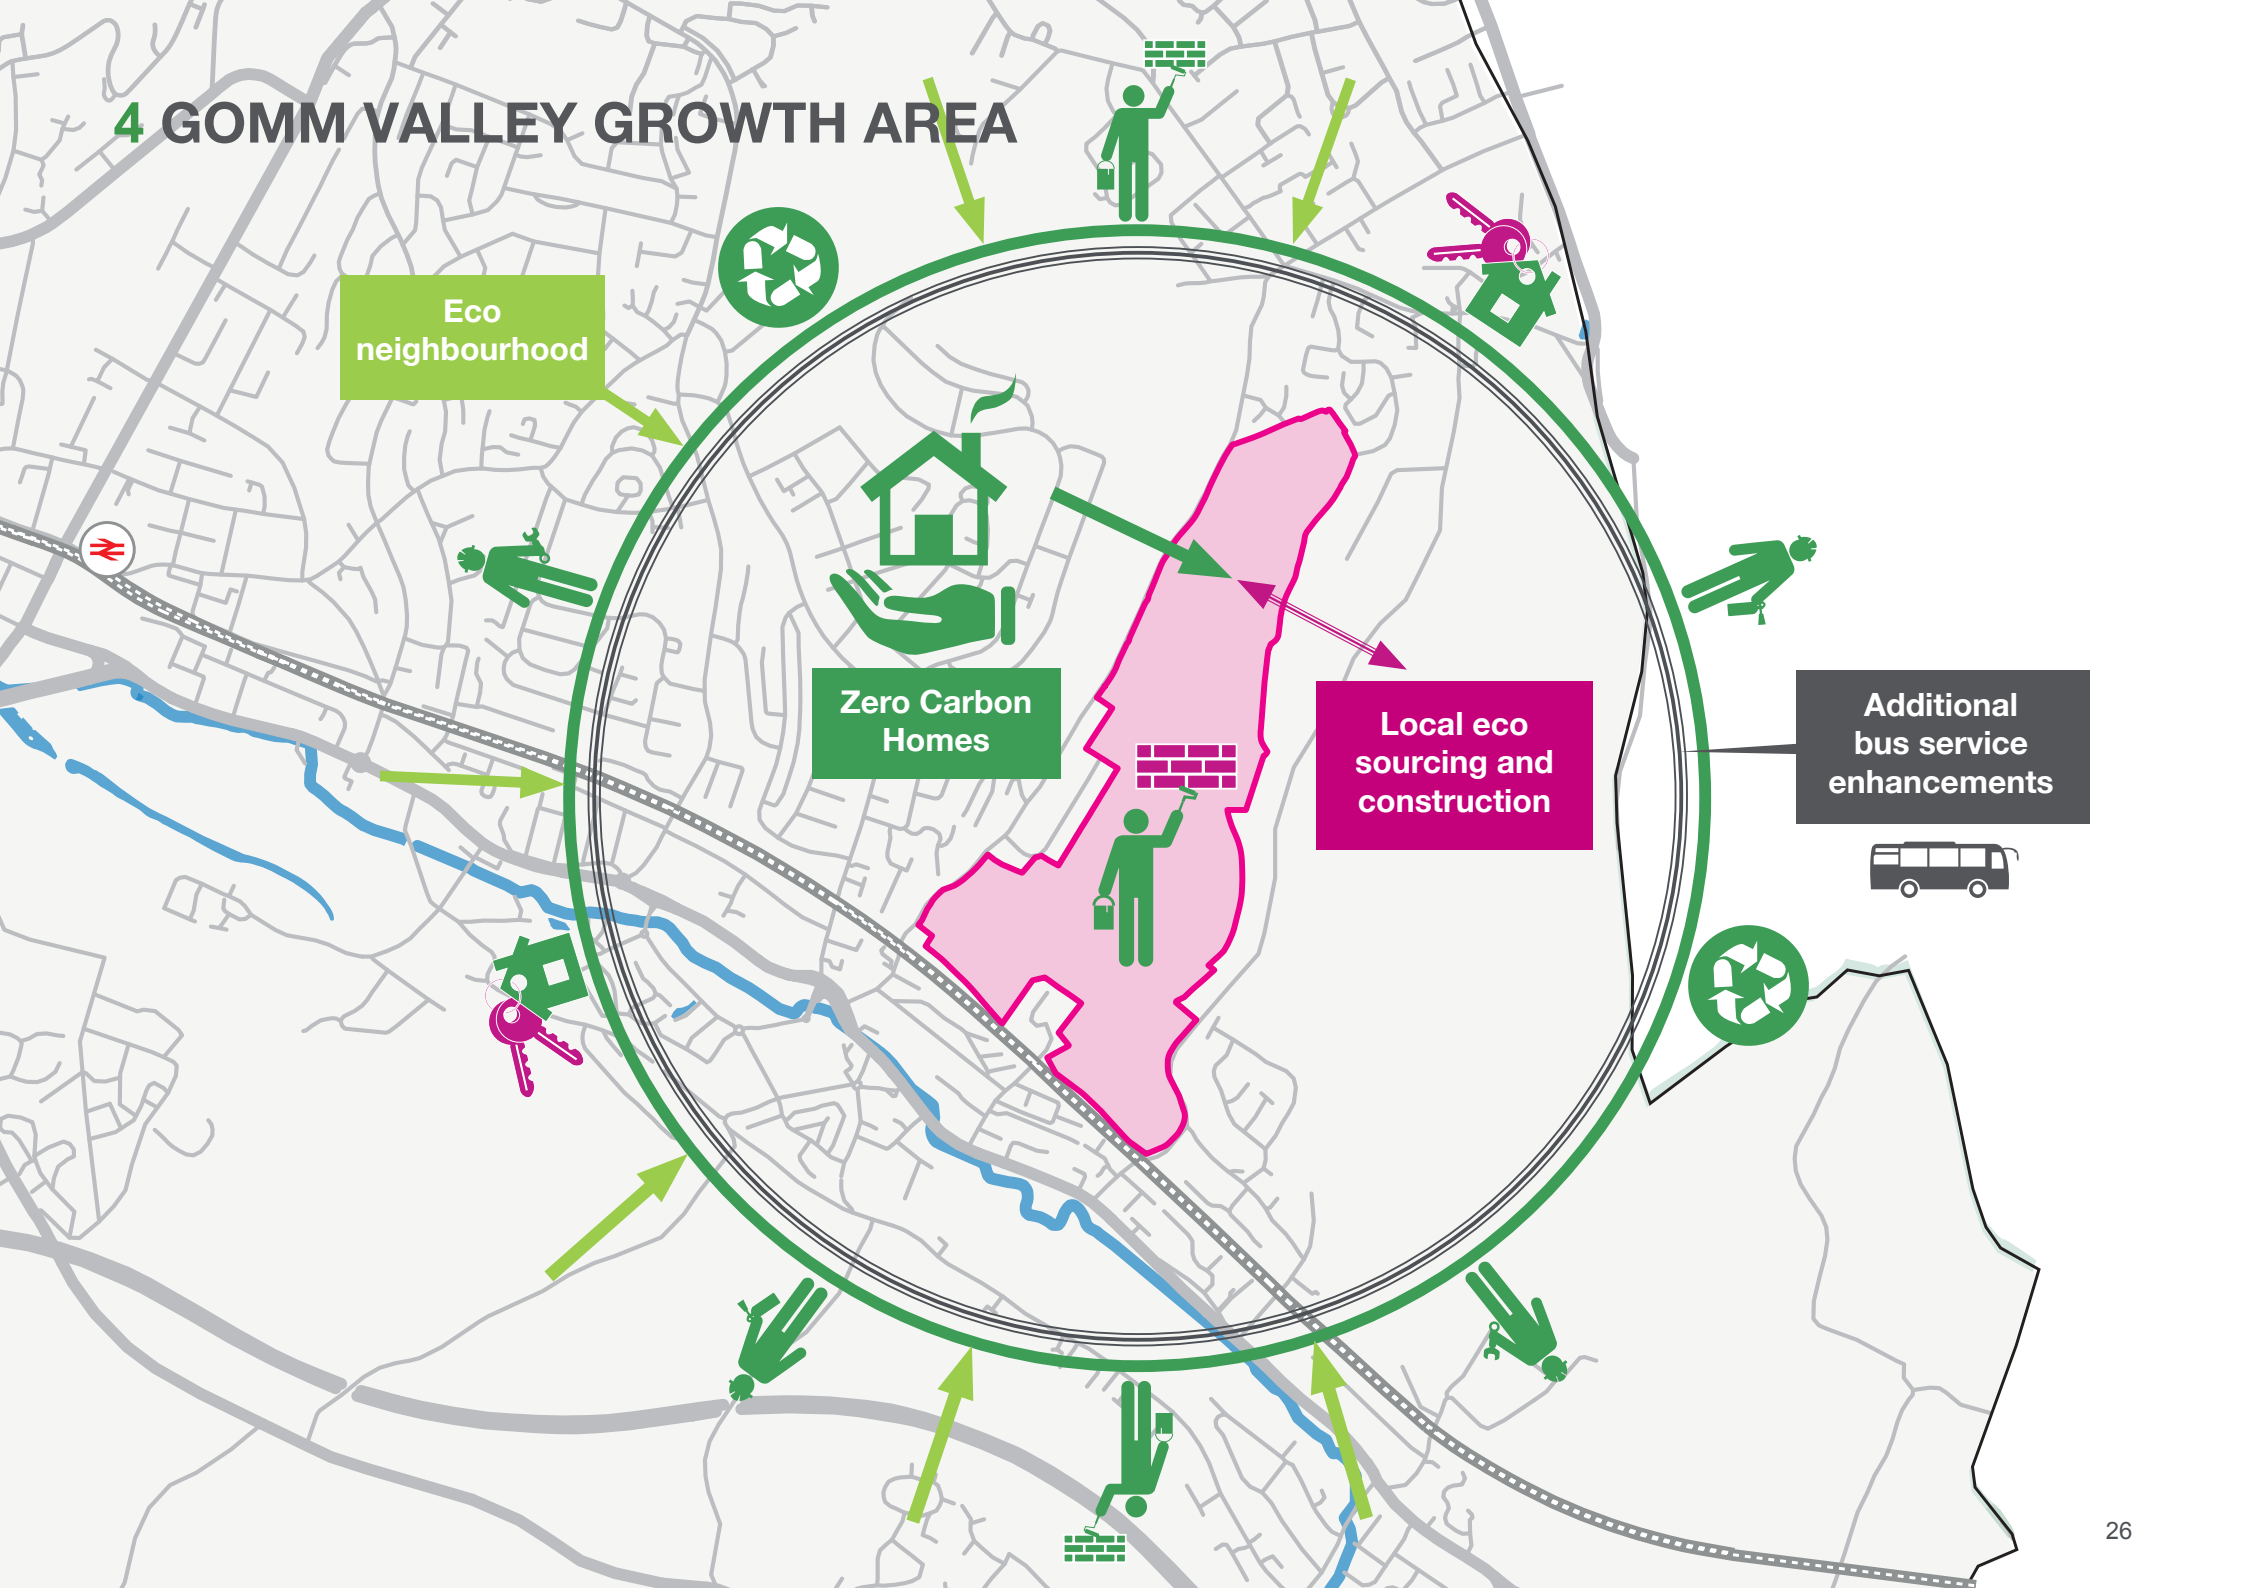 4 GOMM VALLEY GROWTH AREA
Eco
neighbourhood
Zero Carbon
Homes
Local eco
sourcing and
construction
Additional
bus service
enhancements
26